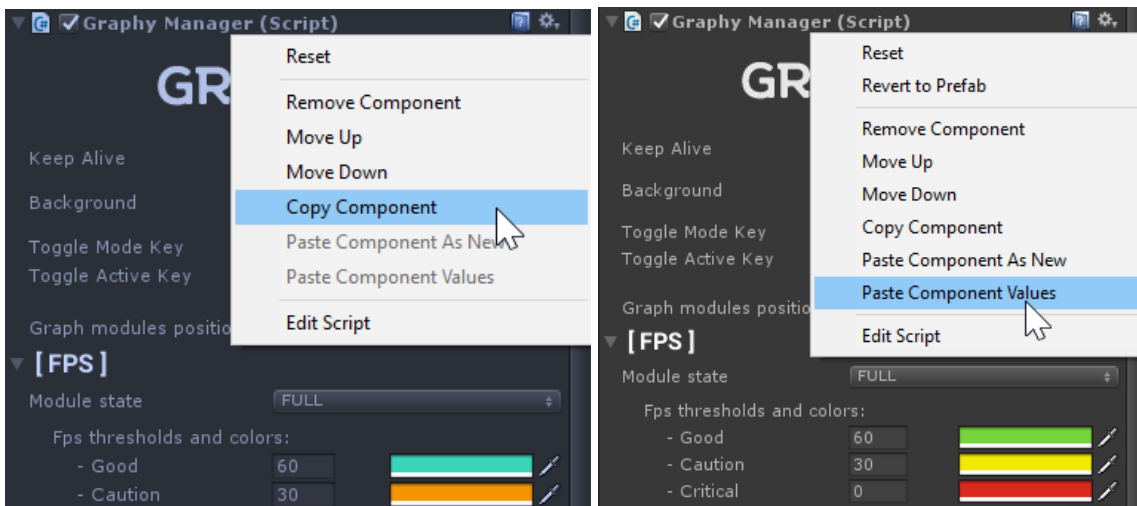 Graphy Manager (Script)
GR
Reset
Remove Component
Move Up
Move Down
Copy Component
Paste Component As New
Paste Component Values
Edit Script
Keep Alive
Background
Toggle Mode Key
Toggle Active Key
Graph modules positio
[ FPS ]
Module state FULL
Fps thresholds and colors:
- Good 60
- Caution 30
Graphy Manager (Script)
GR
Reset
Revert to Prefab
Remove Component
Move Up
Move Down
Copy Component
Paste Component As New
Paste Component Values
Edit Script
Keep Alive
Background
Toggle Mode Key
Toggle Active Key
Graph modules positio
[ FPS ]
Module state FULL
Fps thresholds and colors:
- Good 60
- Caution 30
- Critical 0